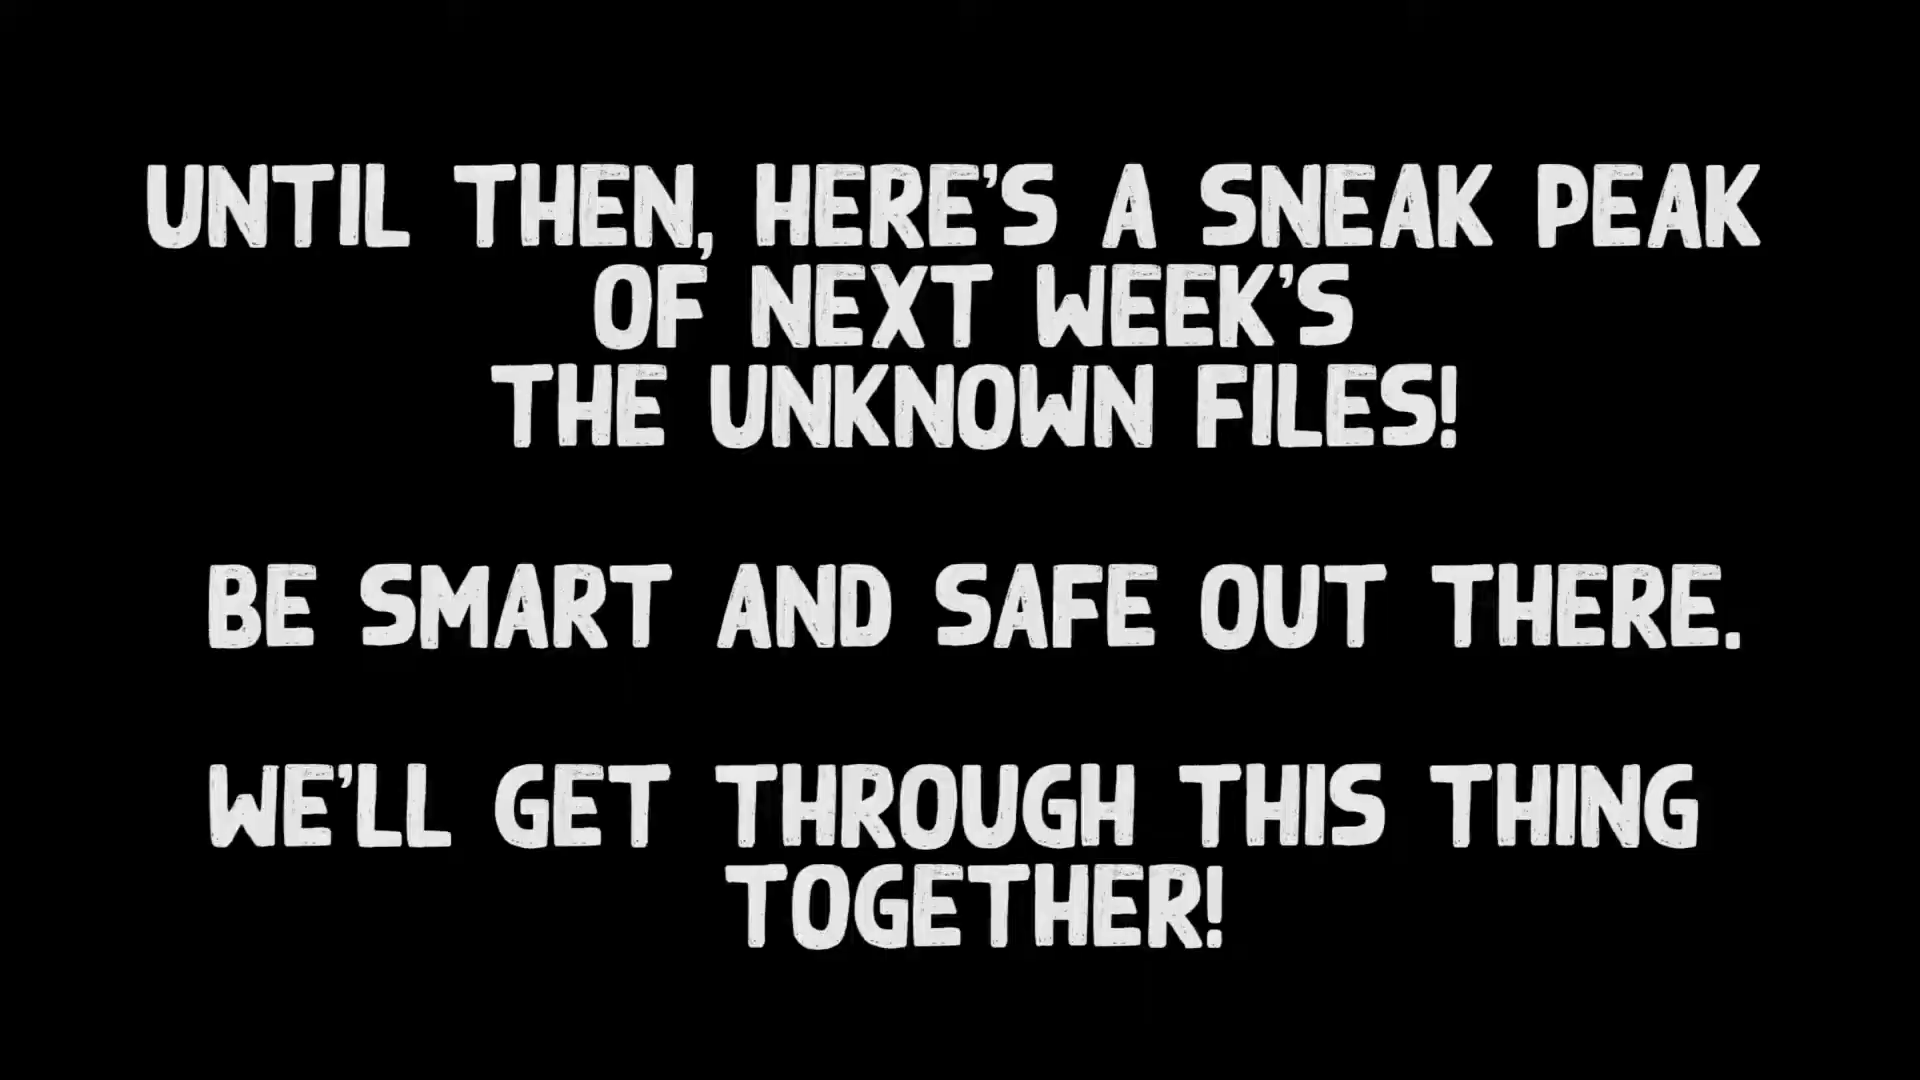 UNTIL THEN, HERE'S A SNEAK PEAK
OF NEXT WEEK'S
THE UNKNOWN FILES!
BE SMART AND SAFE OUT THERE.
WE'LL GET THROUGH THIS THING
TOGETHER!